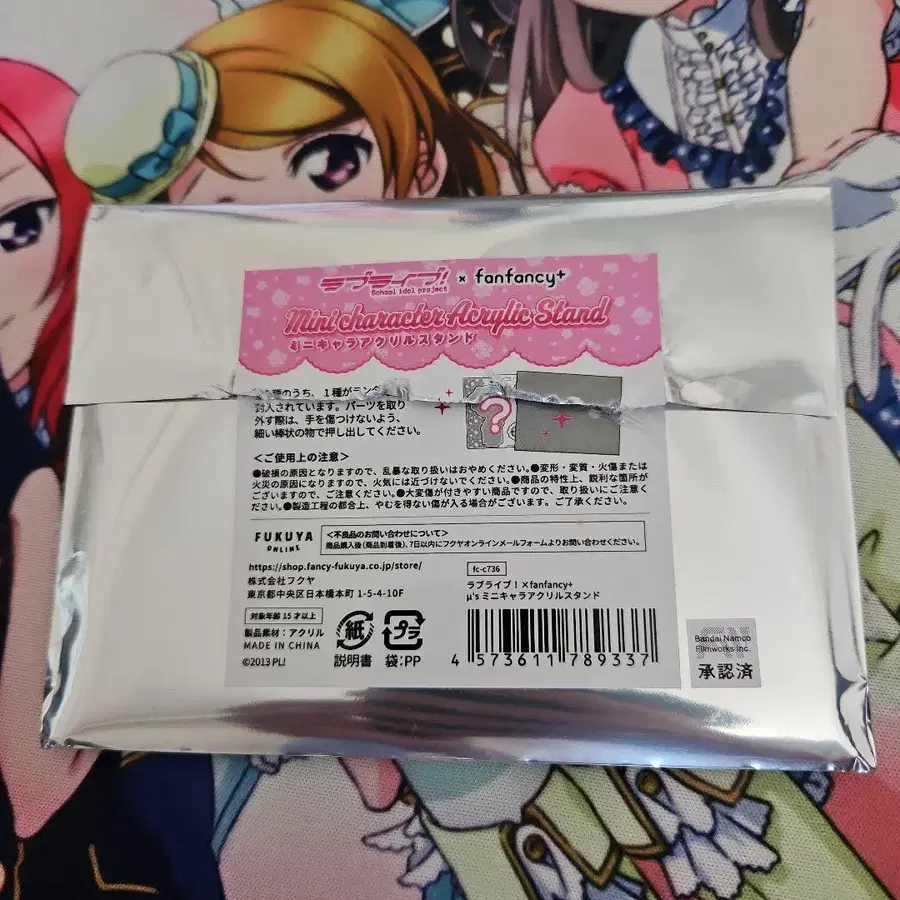 ラブライブ!
School idol project
× fanfancy+
Mini character Acrylic Stand
ミニキャラアクリルスタンド
種のうち、1種がランダ
封入されています。パーツを取り
外す際は、手を傷つけないよう、
細い棒状の物で押し出してください。
?
<ご使用上の注意>
●破損の原因となりますので、乱暴な取り扱いはおやめください。●変形・変質・火傷または
火災の原因になりますので、火気には近づけないでください。●商品の特性上、鋭利な箇所が
ございますので、ご注意ください。●大変傷が付きやすい商品ですので、取り扱いにご注意く
ださい。●製造工程の都合上、やむを得ない傷が入る場合がございます。ご了承ください。
FUKUYA
ONLINE
<不良品のお問い合わせについて>
商品購入後(商品到着後)、7日以内にフクヤオンラインメールフォームよりお問い合わせください。
https://shop.fancy-fukuya.co.jp/store/
株式会社フクヤ
東京都中央区日本橋本町 1-5-4-10F
fc-c736
ラブライブ!×fanfancy+
μ's ミニキャラアクリルスタンド
対象年齢 15 才以上
製品素材:アクリル
MADE IN CHINA
©2013 PL!
紙
説明書
プラ
袋:PP
4 573611 789337
Bandai Namco
Filmworks Inc.
承認済